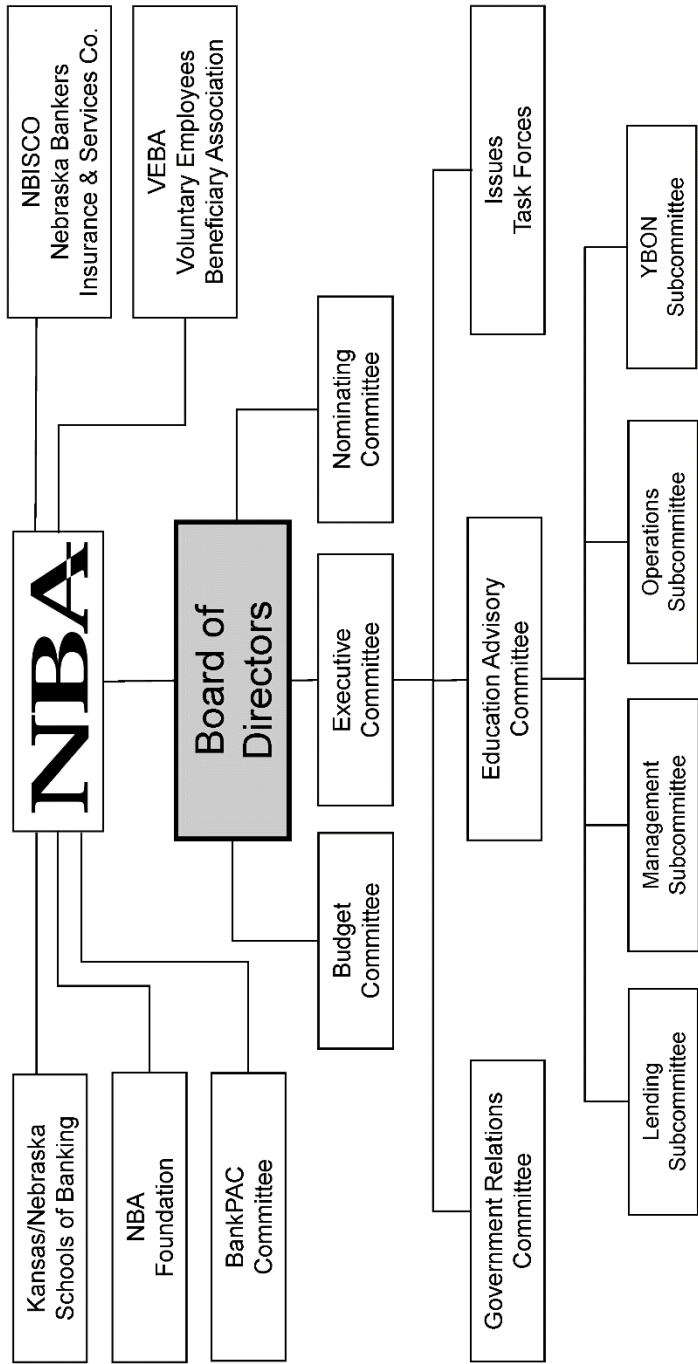 Kansas/Nebraska
Schools of Banking
NBA
Foundation
BankPAC
Committee
NBA
NBISCO
Nebraska Bankers
Insurance & Services Co.
VEBA
Voluntary Employees
Beneficiary Association
Board of
Directors
Budget
Committee
Executive
Committee
Nominating
Committee
Government Relations
Committee
Education Advisory
Committee
Issues
Task Forces
Lending
Subcommittee
Management
Subcommittee
Operations
Subcommittee
YBON
Subcommittee